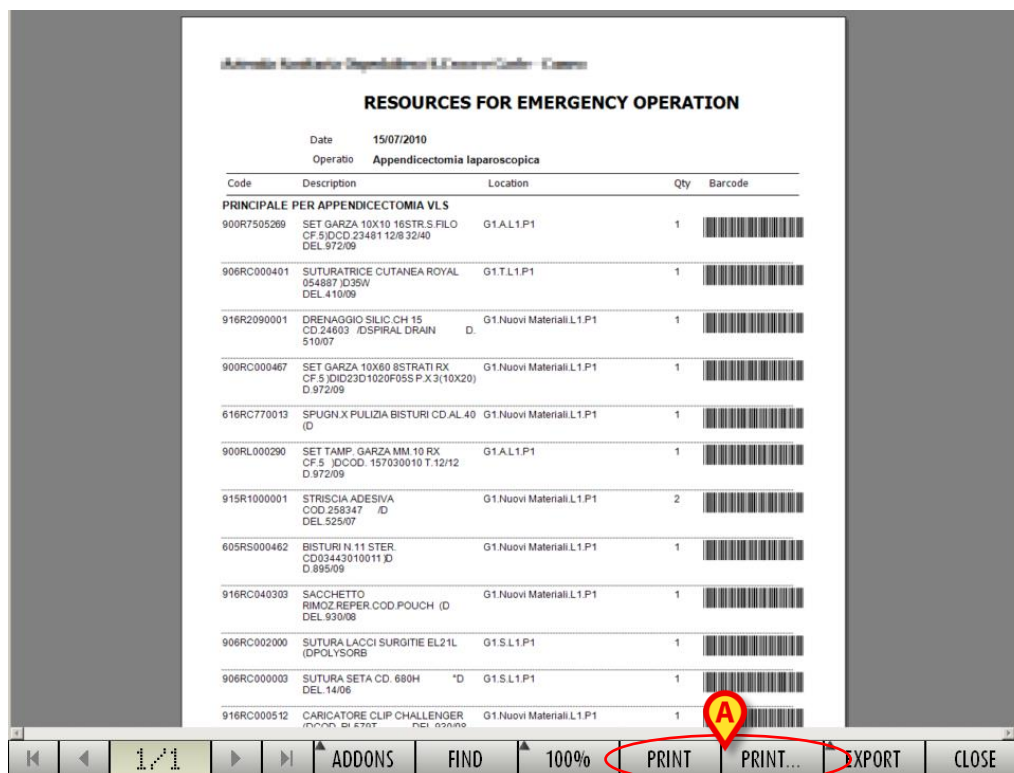 RESOURCES FOR EMERGENCY OPERATION
Date 15/07/2010
Operatio Appendicectomia laparoscopica
Code Description Location Qty Barcode
PRINCIPALE PER APPENDICECTOMIA VLS
900R7505269 SET GARZA 10X10 16STR.S.FILO G1.A.L1.P1 1
CF.5)DCD.23481 12/8 32/40
DEL.972/09
906RC000401 SUTURATRICE CUTANEA ROYAL G1.T.L1.P1 1
054887 )D35W
DEL.410/09
916R2090001 DRENAGGIO SILIC.CH 15 G1.Nuovi Materiali.L1.P1 1
CD.24603 /DSPIRAL DRAIN D.
510/07
900RC000467 SET GARZA 10X60 8STRATI RX G1.Nuovi Materiali.L1.P1 1
CF.5 )DID23D1020F05S P.X 3(10X20)
D.972/09
616RC770013 SPUGN.X PULIZIA BISTURI CD.AL.40 G1.Nuovi Materiali.L1.P1 1
(D
900RL000290 SET TAMP. GARZA MM.10 RX G1.A.L1.P1 1
CF.5 )DCOD. 157030010 T.12/12
D.972/09
915R1000001 STRISCIA ADESIVA G1.Nuovi Materiali.L1.P1 2
COD.258347 /D
DEL.525/07
605RS000462 BISTURI N.11 STER. G1.Nuovi Materiali.L1.P1 1
CD03443010011 )D
D.895/09
916RC040303 SACCHETTO G1.Nuovi Materiali.L1.P1 1
RIMOZ.REPER.COD.POUCH (D
DEL.930/08
906RC002000 SUTURA LACCI SURGITIE EL21L G1.S.L1.P1 1
(DPOLYSORB
906RC000003 SUTURA SETA CD. 680H "D G1.S.L1.P1 1
DEL.14/06
916RC000512 CARICATORE CLIP CHALLENGER G1.Nuovi Materiali.L1.P1 1
A
1/1 ADDONS FIND 100% PRINT PRINT... EXPORT CLOSE